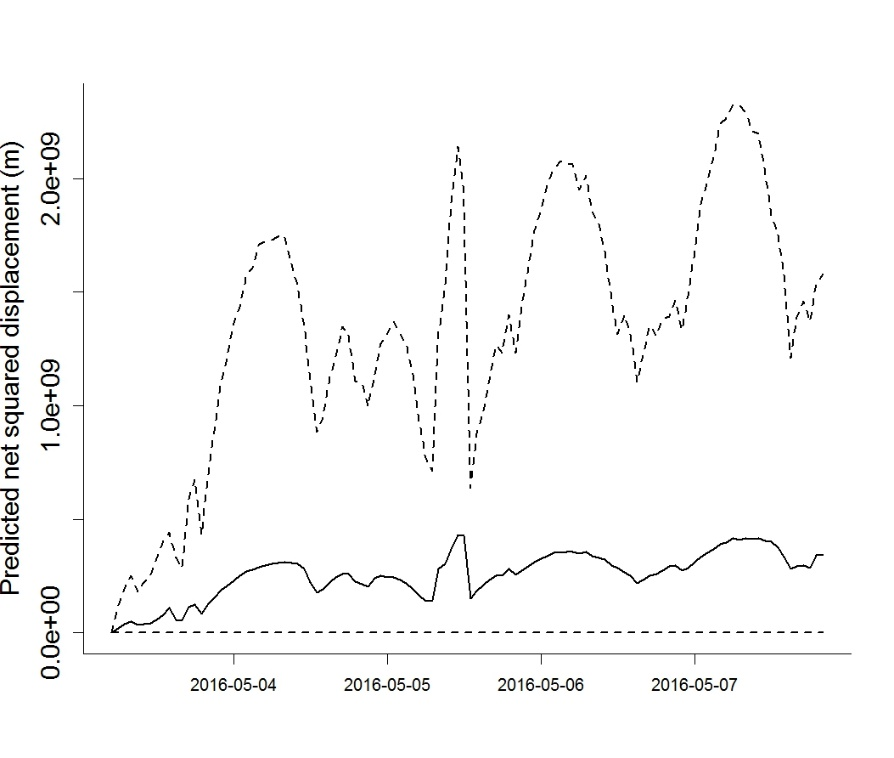 Predicted net squared displacement (m)
2.0e+09
1.0e+09
0.0e+00
2016-05-04
2016-05-05
2016-05-06
2016-05-07